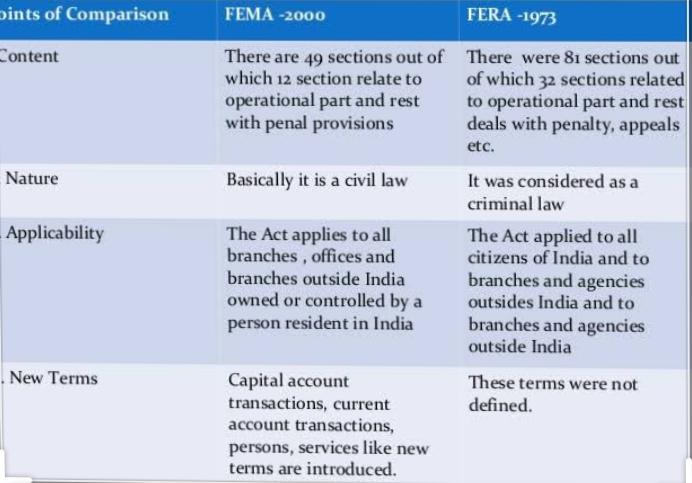 oints of Comparison
FEMA -2000
FERA -1973
Content
There are 49 sections out of
which 12 section relate to
operational part and rest
with penal provisions
There were 81 sections out
of which 32 sections related
to operational part and rest
deals with penalty, appeals
etc.
Nature
Basically it is a civil law
It was considered as a
criminal law
Applicability
The Act applies to all
branches , offices and
branches outside India
owned or controlled by a
person resident in India
The Act applied to all
citizens of India and to
branches and agencies
outsides India and to
branches and agencies
outside India
. New Terms
Capital account
transactions, current
account transactions,
persons, services like new
terms are introduced.
These terms were not
defined.